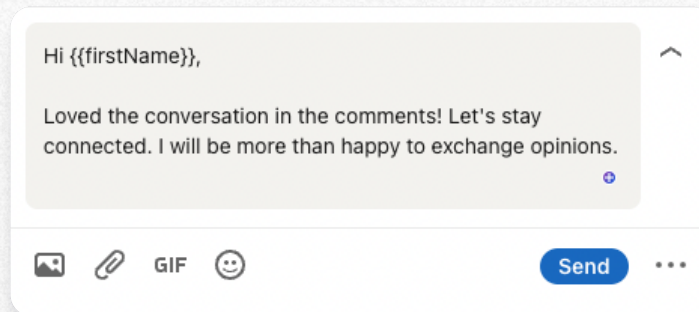 Hi {{firstName}},
Loved the conversation in the comments! Let's stay
connected. I will be more than happy to exchange opinions.
GIF
Send